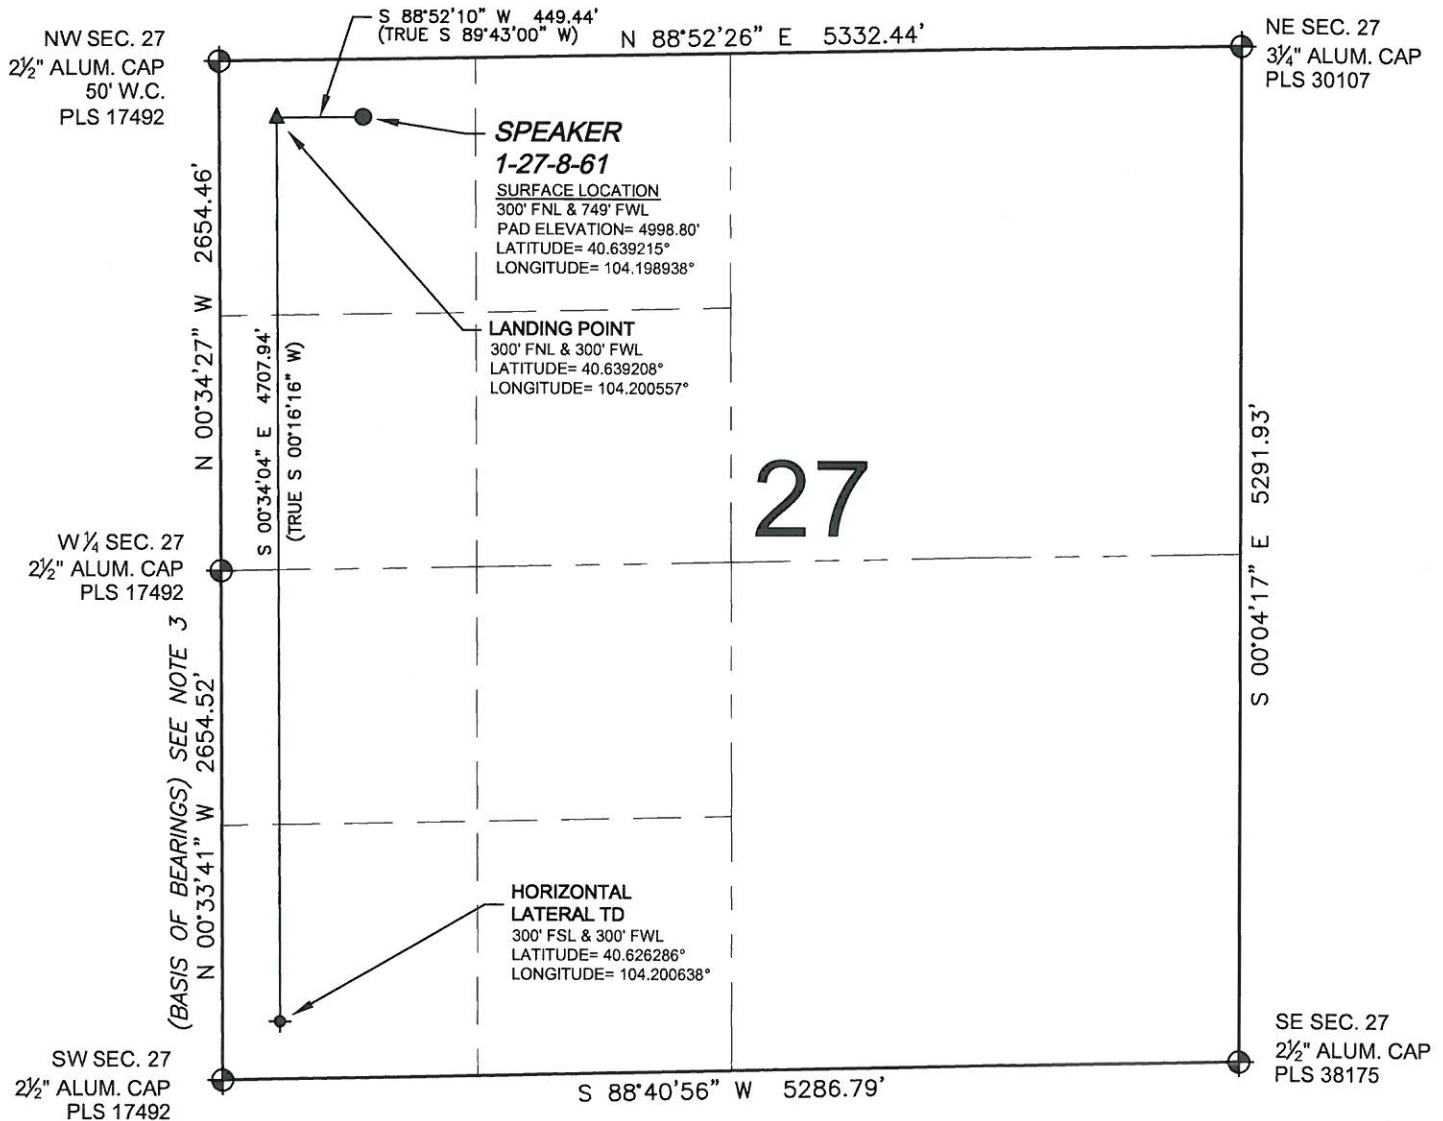 S 88°52'10" W 449.44'
(TRUE S 89°43'00" W)
N 88°52'26" E 5332.44'
NW SEC. 27
2½" ALUM. CAP
50' W.C.
PLS 17492
NE SEC. 27
3¼" ALUM. CAP
PLS 30107
SPEAKER
1-27-8-61
SURFACE LOCATION
300' FNL & 749' FWL
PAD ELEVATION= 4998.80'
LATITUDE= 40.639215°
LONGITUDE= 104.198938°
N 00°34'27" W 2654.46'
LANDING POINT
300' FNL & 300' FWL
LATITUDE= 40.639208°
LONGITUDE= 104.200557°
S 00°34'04" E 4707.94'
(TRUE S 00°16'16" W)
27
S 00°04'17" E 5291.93'
W ¼ SEC. 27
2½" ALUM. CAP
PLS 17492
(BASIS OF BEARINGS) SEE NOTE 3
N 00°33'41" W 2654.52'
HORIZONTAL
LATERAL TD
300' FSL & 300' FWL
LATITUDE= 40.626286°
LONGITUDE= 104.200638°
SW SEC. 27
2½" ALUM. CAP
PLS 17492
S 88°40'56" W 5286.79'
SE SEC. 27
2½" ALUM. CAP
PLS 38175